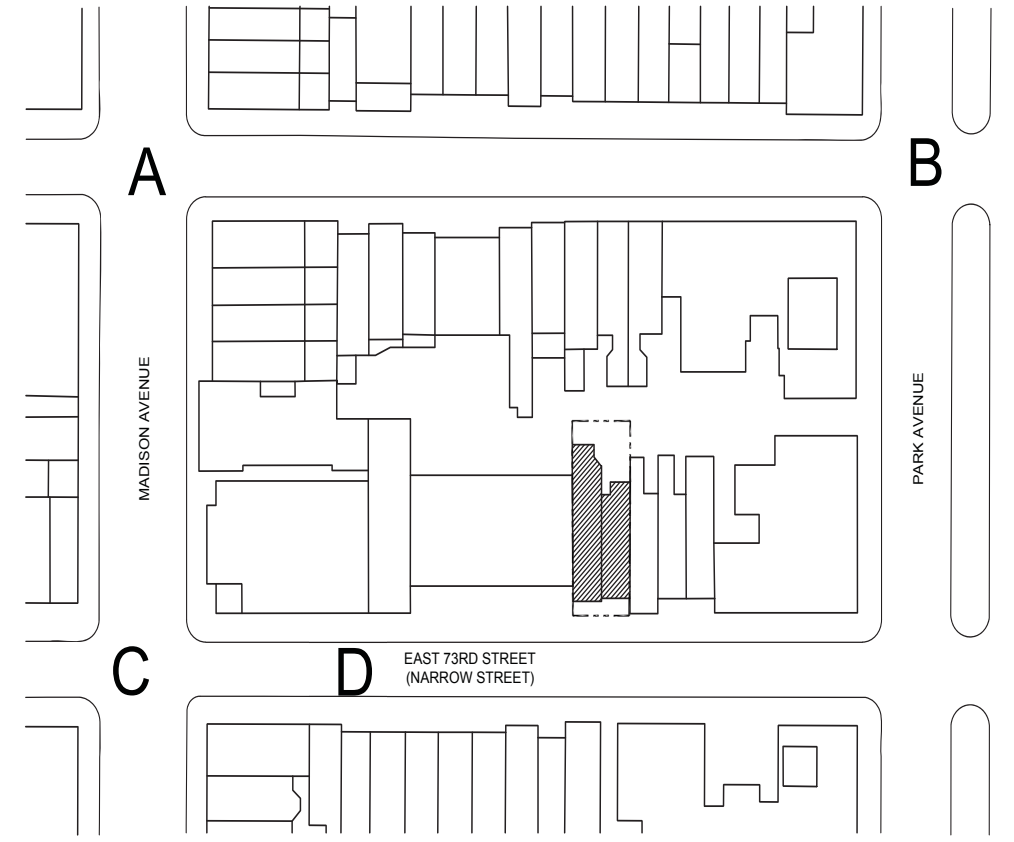 A
B
MADISON AVENUE
PARK AVENUE
C
D
EAST 73RD STREET
(NARROW STREET)